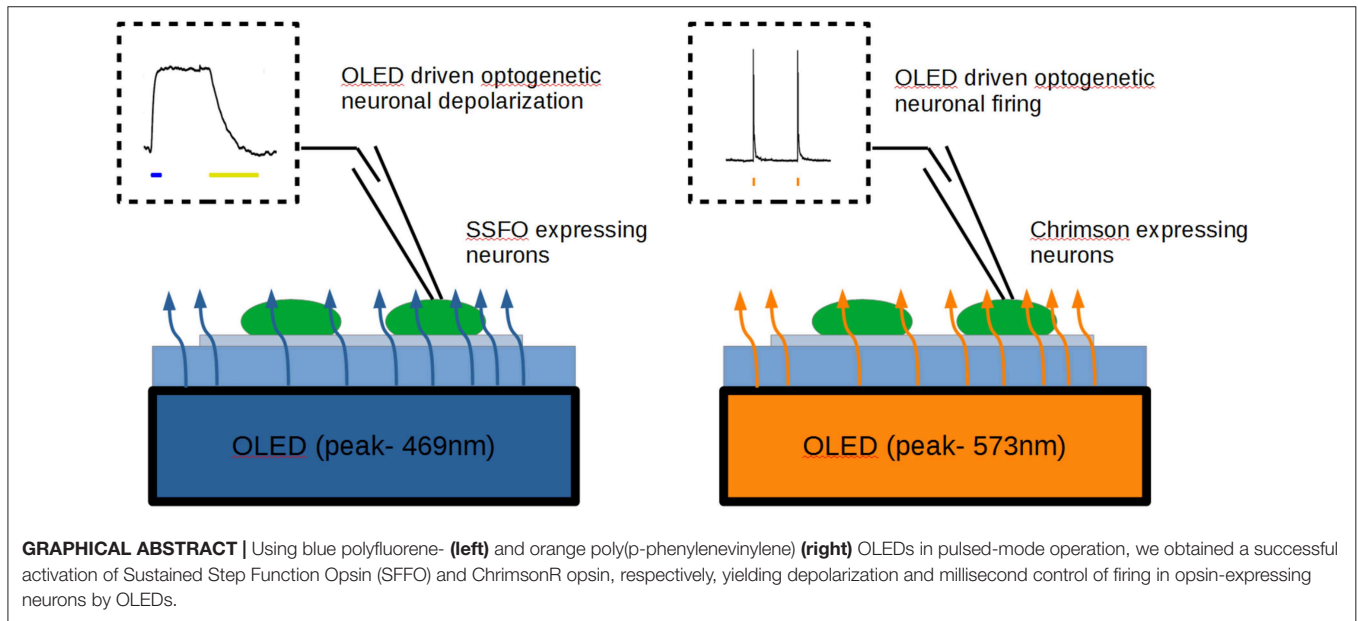 OLED driven optogenetic
neuronal depolarization
SSFO expressing
neurons
OLED (peak- 469nm)
OLED driven optogenetic
neuronal firing
Chrimson expressing
neurons
OLED (peak- 573nm)
GRAPHICAL ABSTRACT | Using blue polyfluorene- (left) and orange poly(p-phenylenevinylene) (right) OLEDs in pulsed-mode operation, we obtained a successful
activation of Sustained Step Function Opsin (SFFO) and ChrimsonR opsin, respectively, yielding depolarization and millisecond control of firing in opsin-expressing
neurons by OLEDs.